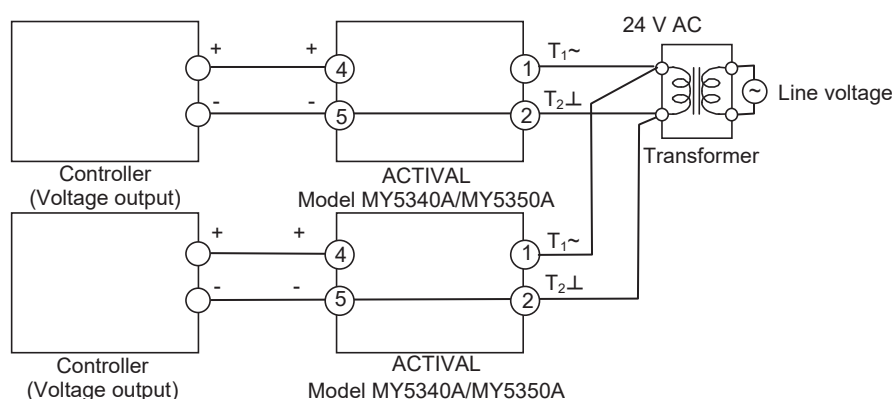 24 V AC
+ + 4 1 T₁~
- - 5 2 T₂⊥
~ Line voltage
Transformer
Controller
(Voltage output)
ACTIVAL
Model MY5340A/MY5350A
+ + 4 1 T₁~
- - 5 2 T₂⊥
Controller
(Voltage output)
ACTIVAL
Model MY5340A/MY5350A